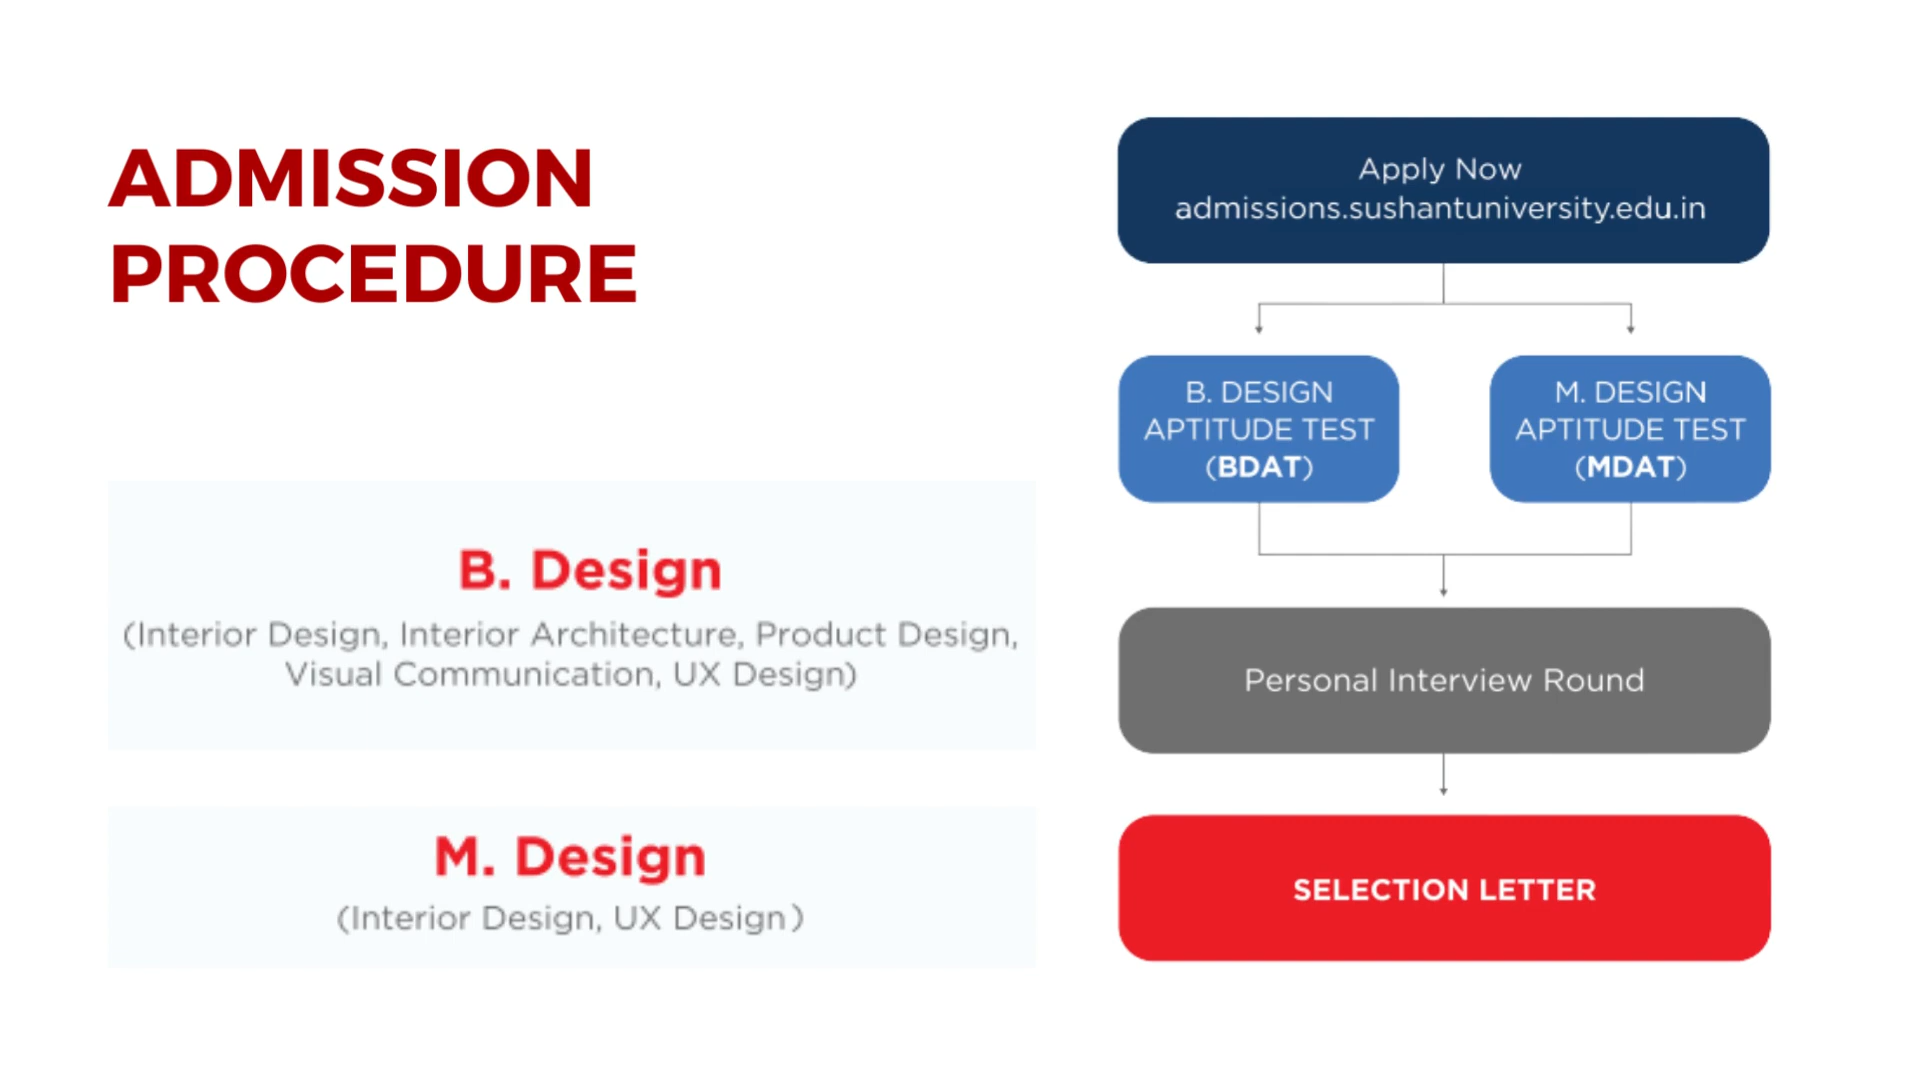 ADMISSION
PROCEDURE
B. Design
(Interior Design, Interior Architecture, Product Design,
Visual Communication, UX Design)
M. Design
(Interior Design, UX Design)
Apply Now
admissions.sushantuniversity.edu.in
B. DESIGN
APTITUDE TEST
(BDAT)
M. DESIGN
APTITUDE TEST
(MDAT)
Personal Interview Round
SELECTION LETTER